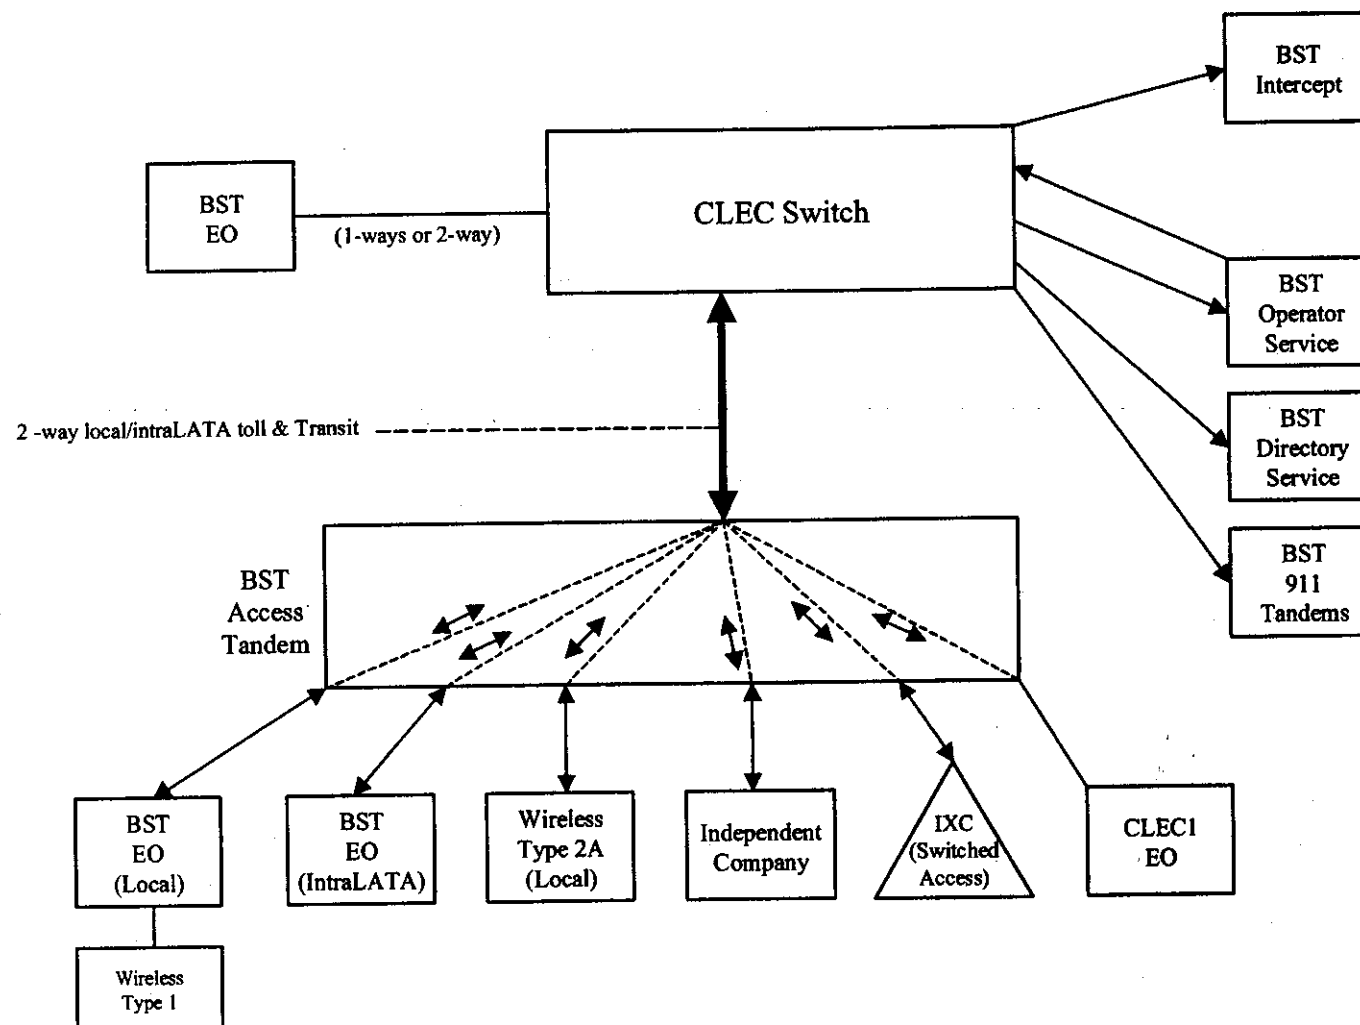 BST
Intercept
BST
EO
(1-ways or 2-way)
CLEC Switch
BST
Operator
Service
2 -way local/intraLATA toll & Transit
BST
Directory
Service
BST
911
Tandems
BST
Access
Tandem
BST
EO
(Local)
BST
EO
(IntraLATA)
Wireless
Type 2A
(Local)
Independent
Company
IXC
(Switched
Access)
CLEC1
EO
Wireless
Type 1